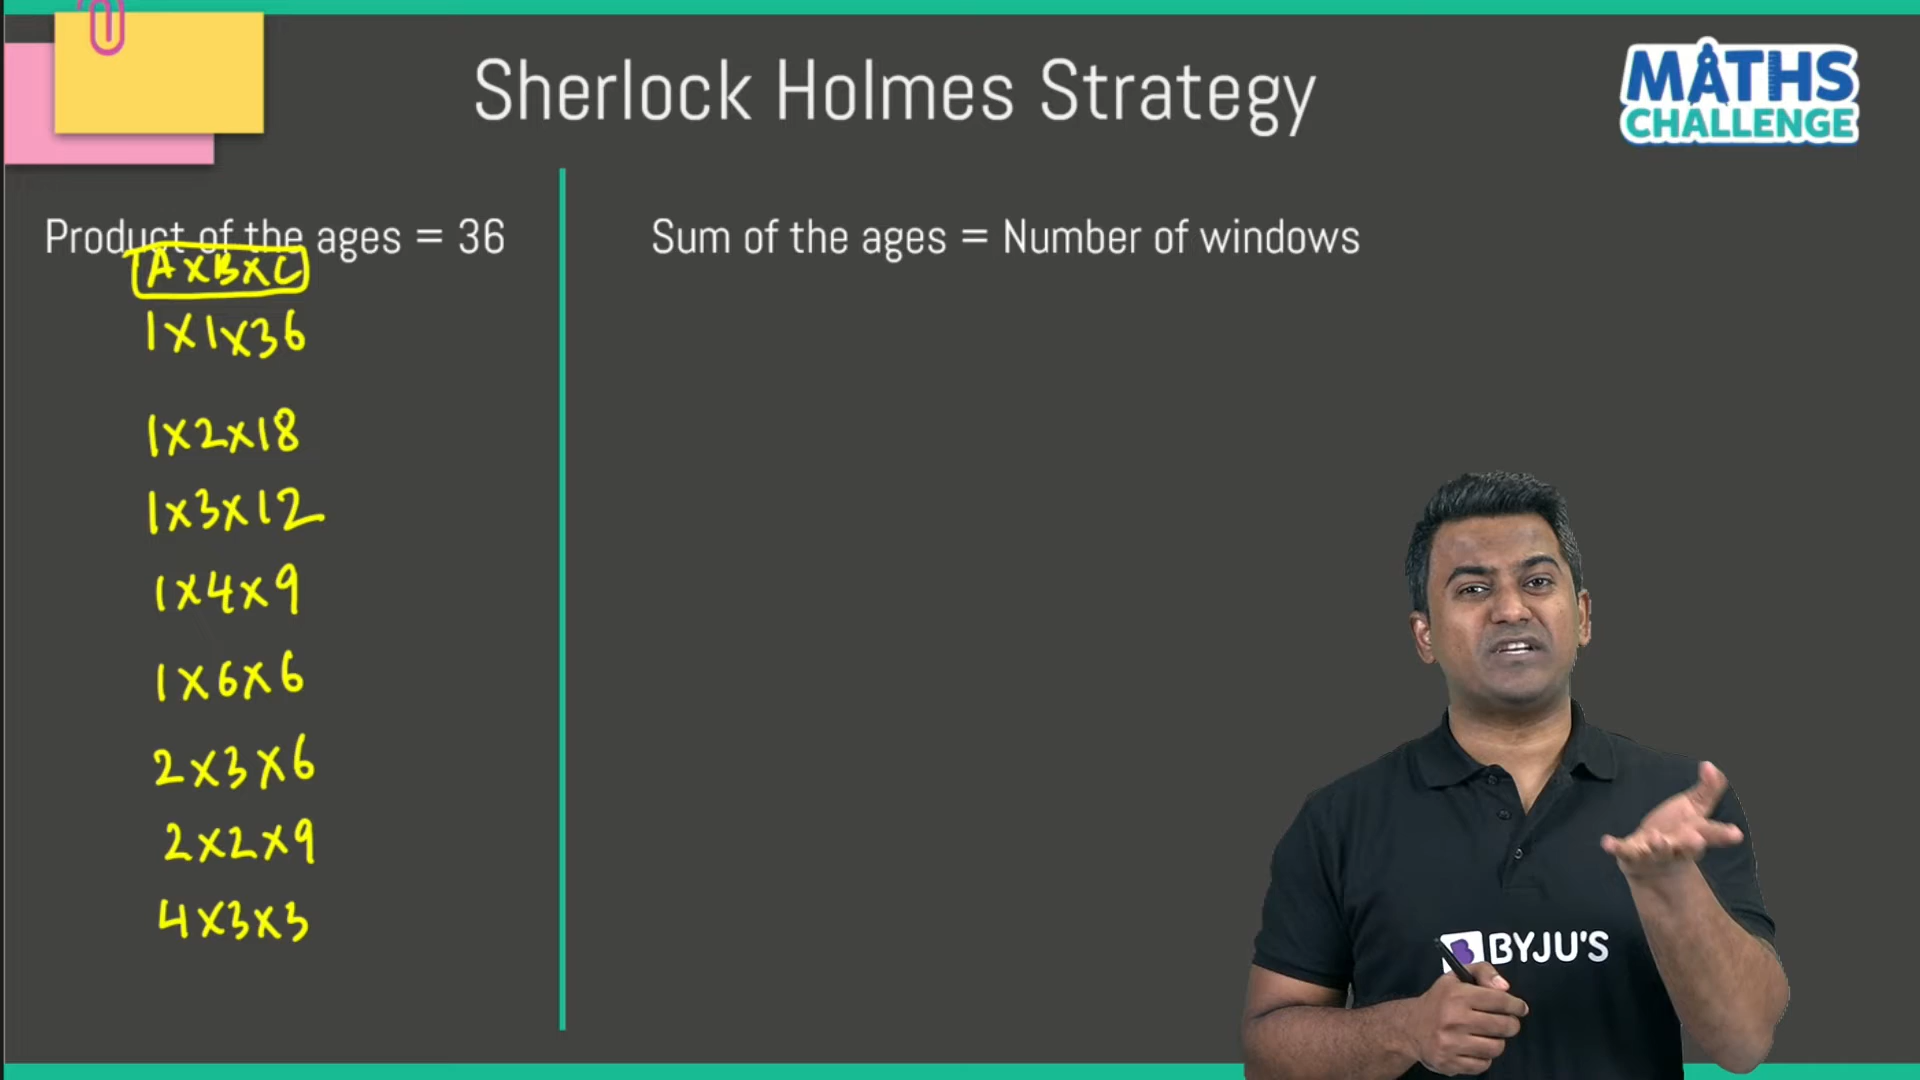 Sherlock Holmes Strategy
MATHS
CHALLENGE
Product of the ages = 36
A×B×C
1×1×36
1×2×18
1×3×12
1×4×9
1×6×6
2×3×6
2×2×9
4×3×3
Sum of the ages = Number of windows
BYJU'S